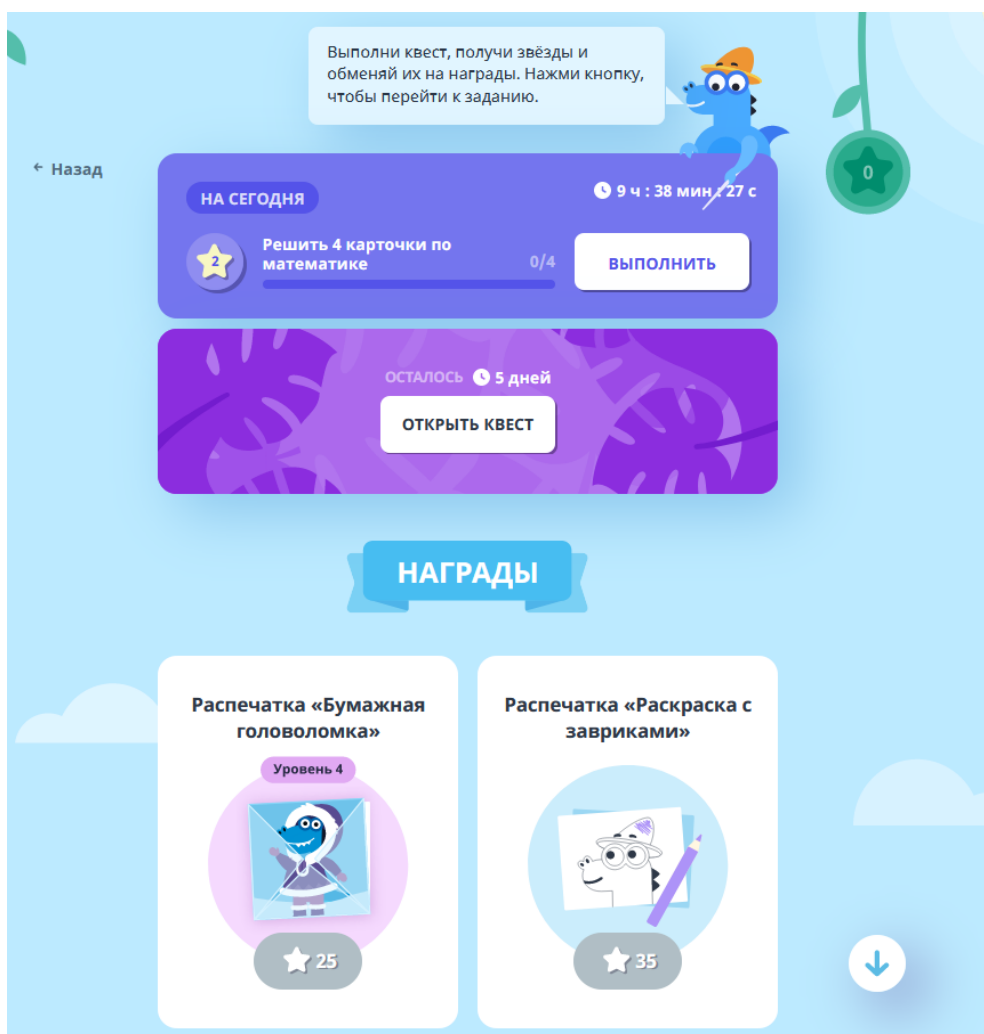 Выполни квест, получи звёзды и
обменяй их на награды. Нажми кнопку,
чтобы перейти к заданию.
← Назад
0
НА СЕГОДНЯ
9 ч : 38 мин : 27 с
2
Решить 4 карточки по
математике
0/4
ВЫПОЛНИТЬ
ОСТАЛОСЬ 5 дней
ОТКРЫТЬ КВЕСТ
НАГРАДЫ
Распечатка «Бумажная
головоломка»
Уровень 4
25
Распечатка «Раскраска с
завриками»
35